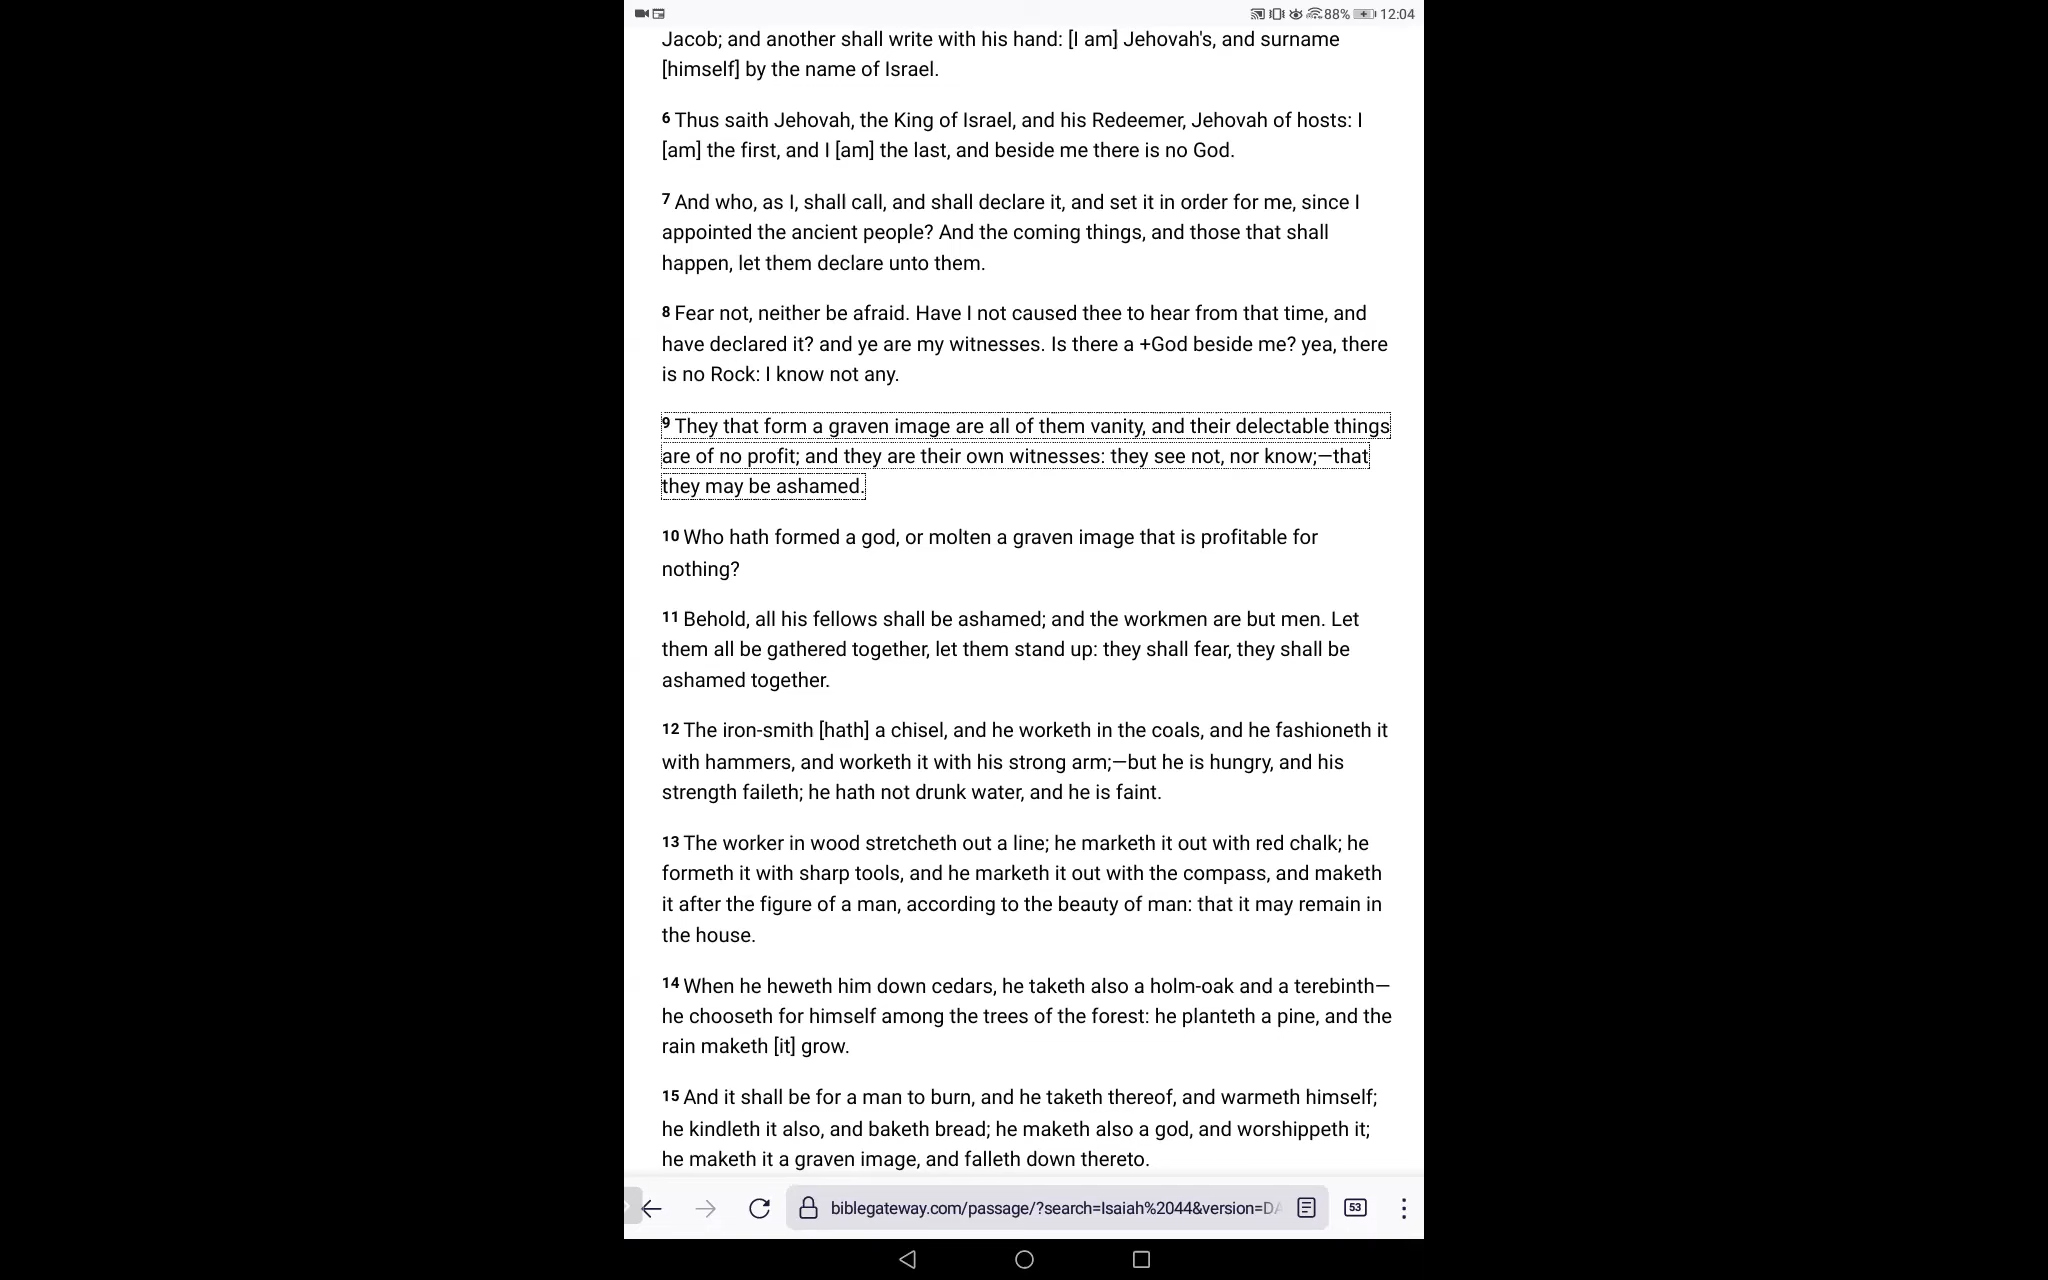 88% 12:04
Jacob; and another shall write with his hand: [I am] Jehovah's, and surname
[himself] by the name of Israel.
6 Thus saith Jehovah, the King of Israel, and his Redeemer, Jehovah of hosts: I
[am] the first, and I [am] the last, and beside me there is no God.
7 And who, as I, shall call, and shall declare it, and set it in order for me, since I
appointed the ancient people? And the coming things, and those that shall
happen, let them declare unto them.
8 Fear not, neither be afraid. Have I not caused thee to hear from that time, and
have declared it? and ye are my witnesses. Is there a +God beside me? yea, there
is no Rock: I know not any.
9 They that form a graven image are all of them vanity, and their delectable things
are of no profit; and they are their own witnesses: they see not, nor know;—that
they may be ashamed.
10 Who hath formed a god, or molten a graven image that is profitable for
nothing?
11 Behold, all his fellows shall be ashamed; and the workmen are but men. Let
them all be gathered together, let them stand up: they shall fear, they shall be
ashamed together.
12 The iron-smith [hath] a chisel, and he worketh in the coals, and he fashioneth it
with hammers, and worketh it with his strong arm;—but he is hungry, and his
strength faileth; he hath not drunk water, and he is faint.
13 The worker in wood stretcheth out a line; he marketh it out with red chalk; he
formeth it with sharp tools, and he marketh it out with the compass, and maketh
it after the figure of a man, according to the beauty of man: that it may remain in
the house.
14 When he heweth him down cedars, he taketh also a holm-oak and a terebinth—
he chooseth for himself among the trees of the forest: he planteth a pine, and the
rain maketh [it] grow.
15 And it shall be for a man to burn, and he taketh thereof, and warmeth himself;
he kindleth it also, and baketh bread; he maketh also a god, and worshippeth it;
he maketh it a graven image, and falleth down thereto.
biblegateway.com/passage/?search=Isaiah%2044&version=DA 53